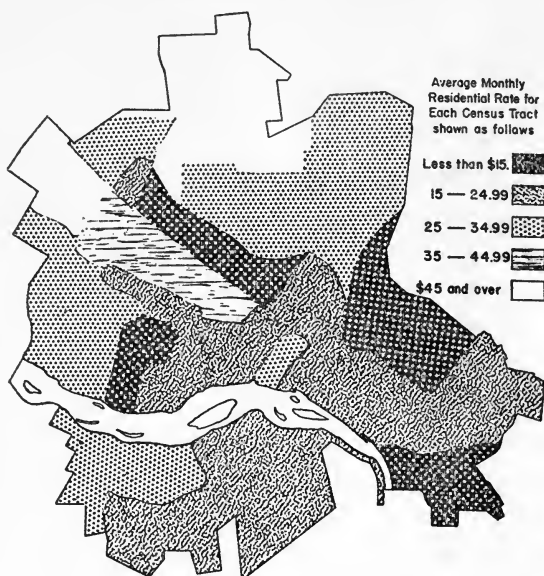 Average Monthly
Residential Rate for
Each Census Tract
shown as follows
Less than $15.
15 — 24.99
25 — 34.99
35 — 44.99
$45 and over